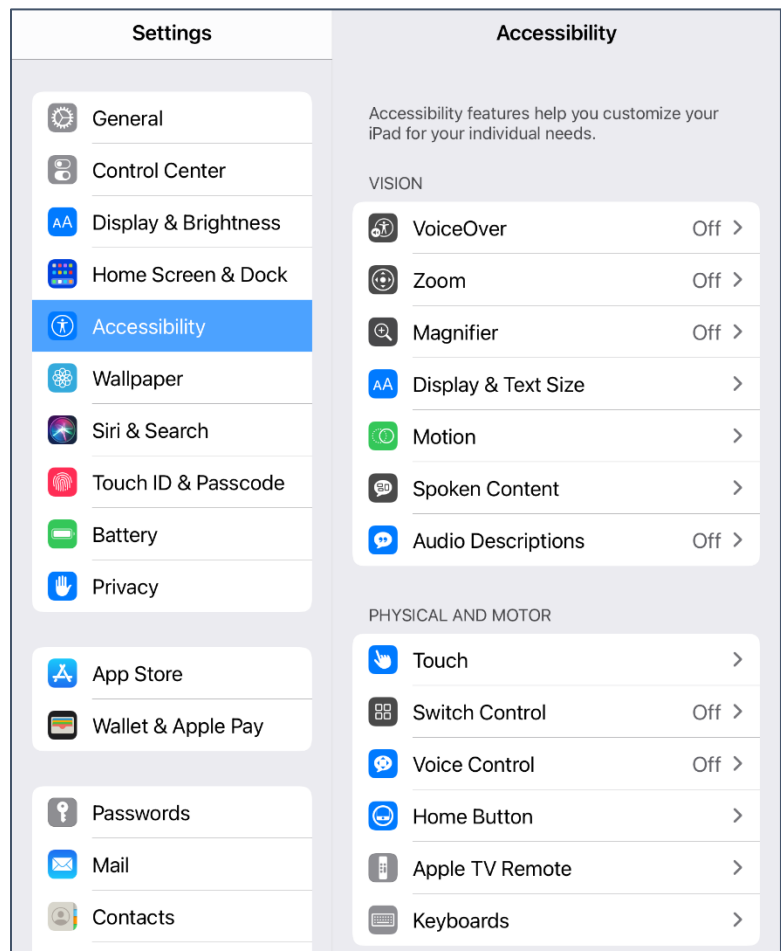 Settings
General
Control Center
AA Display & Brightness
Home Screen & Dock
Accessibility
Wallpaper
Siri & Search
Touch ID & Passcode
Battery
Privacy
App Store
Wallet & Apple Pay
Passwords
Mail
Contacts
Accessibility
Accessibility features help you customize your
iPad for your individual needs.
VISION
VoiceOver Off >
Zoom Off >
Magnifier Off >
AA Display & Text Size >
Motion >
Spoken Content >
Audio Descriptions Off >
PHYSICAL AND MOTOR
Touch >
Switch Control Off >
Voice Control Off >
Home Button >
Apple TV Remote >
Keyboards >